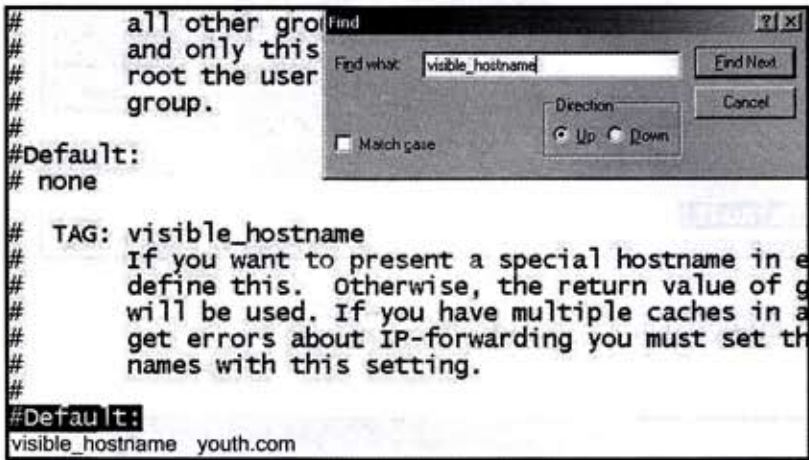 # all other gro
# and only this
# root the user
# group.
#
#Default:
# none
Find
Find what:
visible_hostname
Find Next
Cancel
Direction
Up
Down
Match case
# TAG: visible_hostname
# If you want to present a special hostname in e
# define this. Otherwise, the return value of g
# will be used. If you have multiple caches in a
# get errors about IP-forwarding you must set th
# names with this setting.
#
#Default:
visible_hostname youth.com